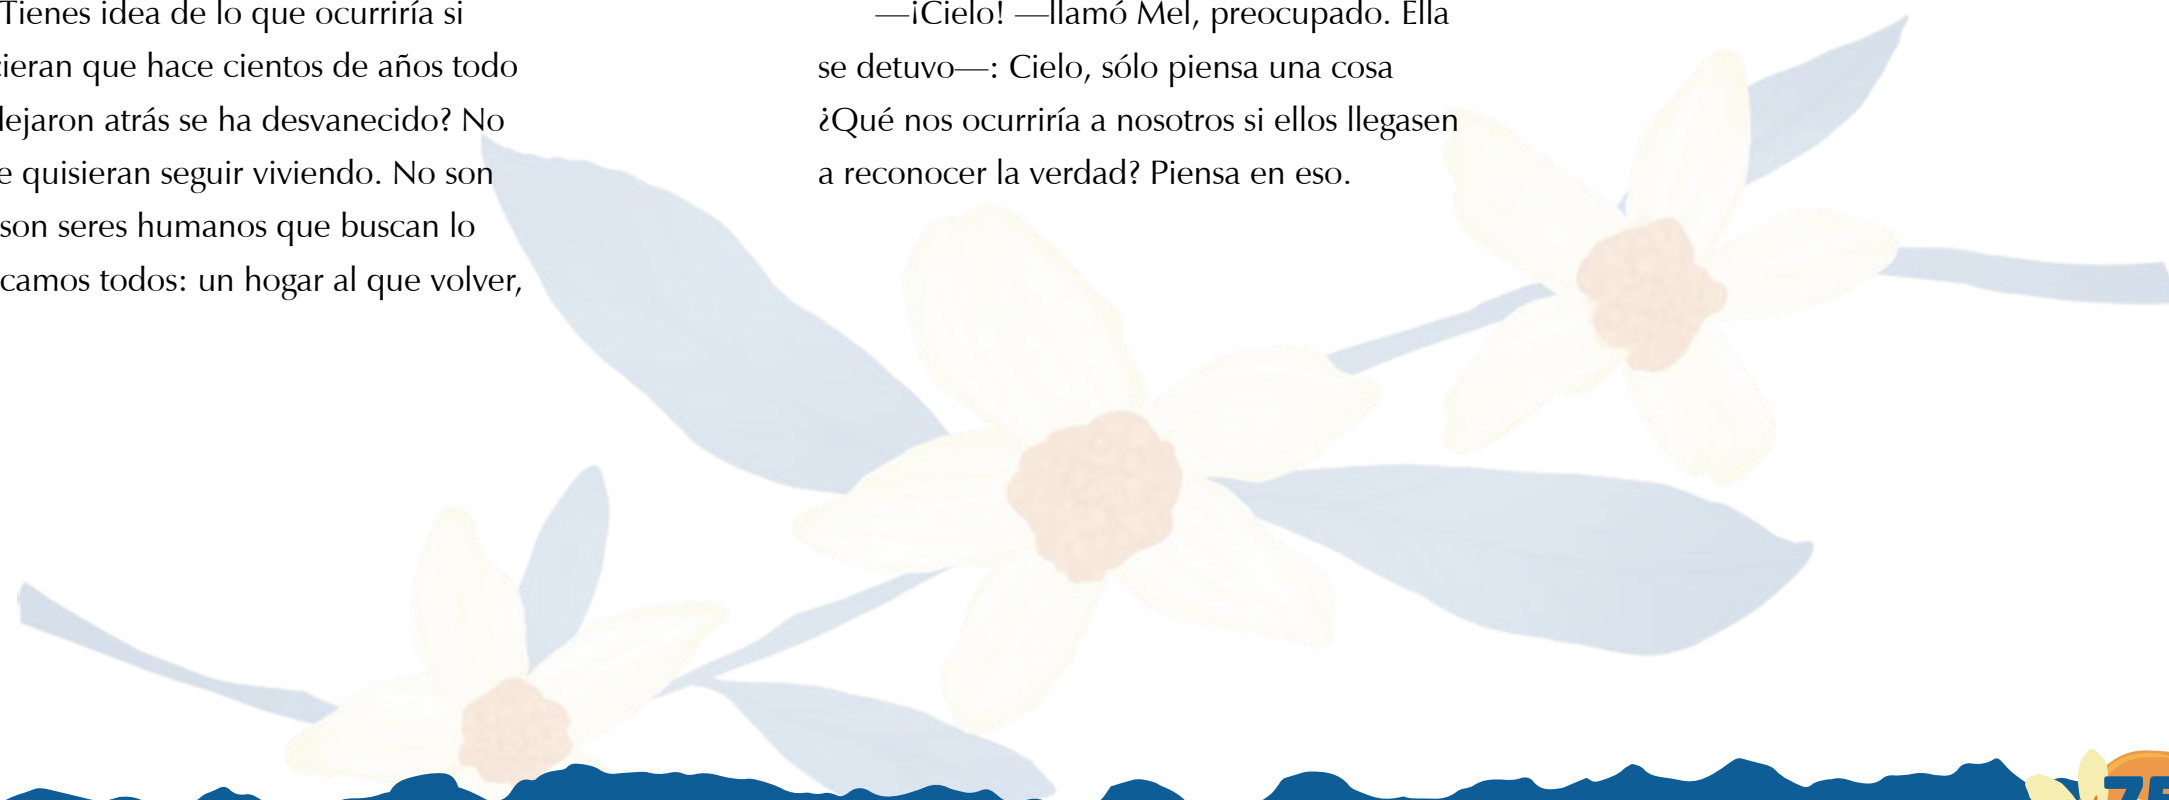 Tienes idea de lo que ocurriría si
cieran que hace cientos de años todo
lejaron atrás se ha desvanecido? No
e quisieran seguir viviendo. No son
son seres humanos que buscan lo
camos todos: un hogar al que volver,
—¡Cielo! —llamó Mel, preocupado. Ella
se detuvo—: Cielo, sólo piensa una cosa
¿Qué nos ocurriría a nosotros si ellos llegasen
a reconocer la verdad? Piensa en eso.